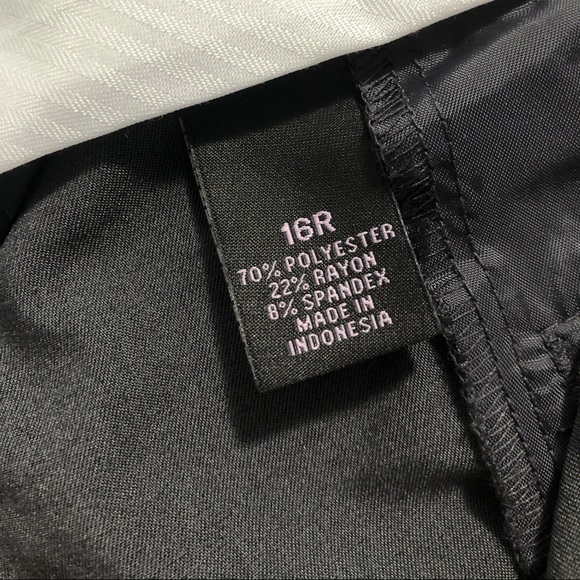 16R
70% POLYESTER
22% RAYON
8% SPANDEX
MADE IN
INDONESIA